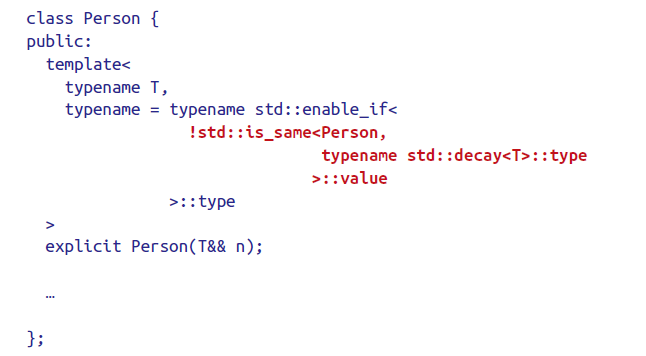 class Person {
public:
  template<
    typename T,
    typename = typename std::enable_if<
                 !std::is_same<Person,
                               typename std::decay<T>::type
                              >::value
               >::type
  >
  explicit Person(T&& n);

  …

};